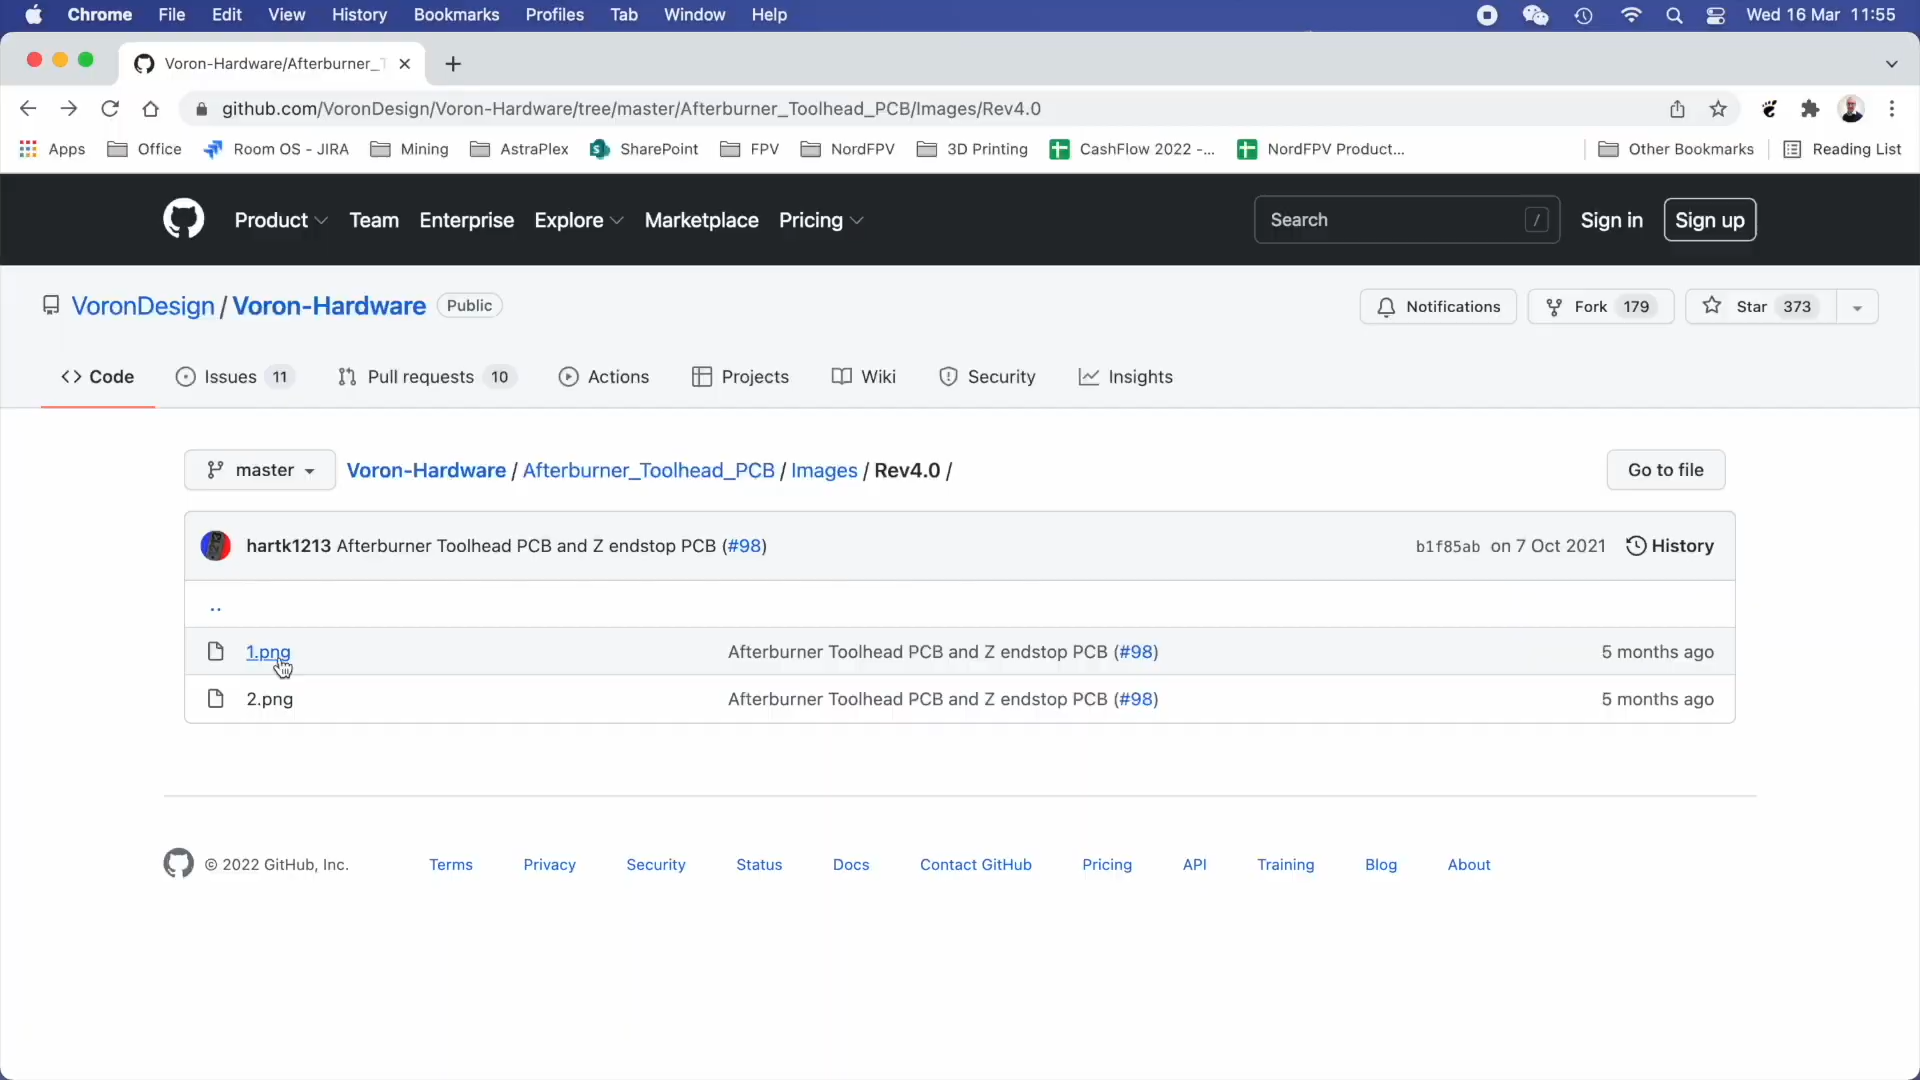 Chrome File Edit View History Bookmarks Profiles Tab Window Help Wed 16 Mar 11:55
Voron-Hardware/Afterburner_T
github.com/VoronDesign/Voron-Hardware/tree/master/Afterburner_Toolhead_PCB/Images/Rev4.0
Apps Office Room OS - JIRA Mining AstraPlex SharePoint FPV NordFPV 3D Printing CashFlow 2022 -... NordFPV Product... Other Bookmarks Reading List
Product Team Enterprise Explore Marketplace Pricing Search / Sign in Sign up
VoronDesign / Voron-Hardware Public Notifications Fork 179 Star 373
<> Code Issues 11 Pull requests 10 Actions Projects Wiki Security Insights
master Voron-Hardware / Afterburner_Toolhead_PCB / Images / Rev4.0 / Go to file
hartk1213 Afterburner Toolhead PCB and Z endstop PCB (#98) b1f85ab on 7 Oct 2021 History
..
1.png Afterburner Toolhead PCB and Z endstop PCB (#98) 5 months ago
2.png Afterburner Toolhead PCB and Z endstop PCB (#98) 5 months ago
© 2022 GitHub, Inc. Terms Privacy Security Status Docs Contact GitHub Pricing API Training Blog About